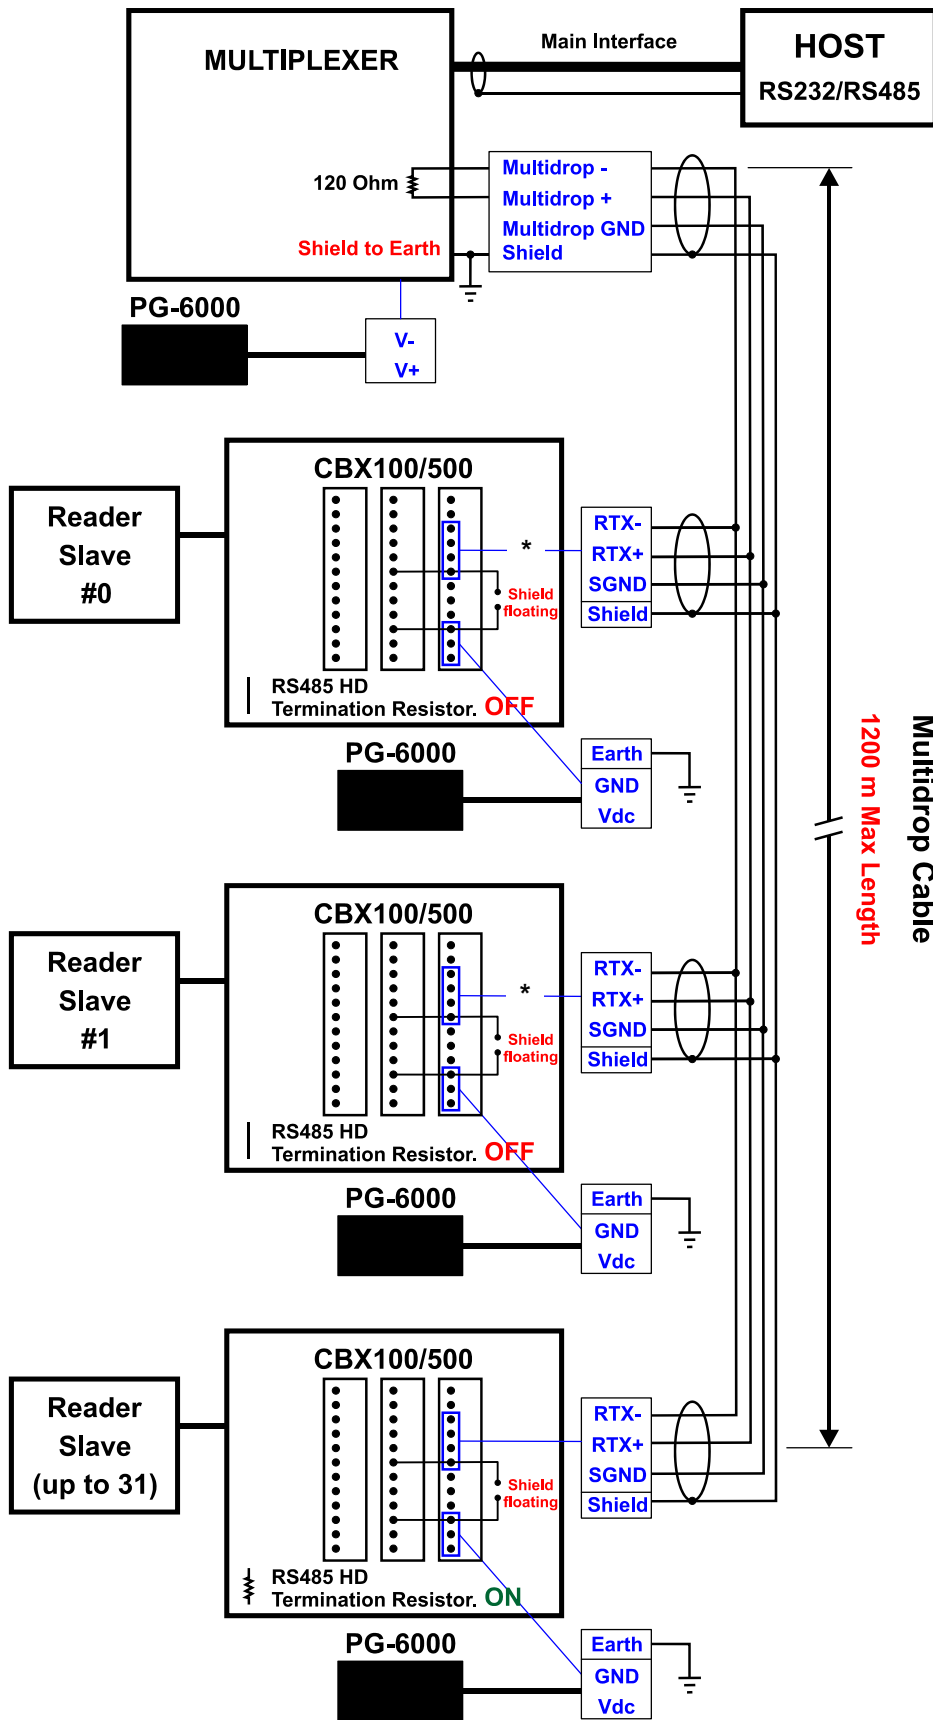 MULTIPLEXER
Main Interface
HOST
RS232/RS485
120 Ohm
Multidrop -
Multidrop +
Multidrop GND
Shield to Earth
Shield
PG-6000
V-
V+
CBX100/500
Reader
Slave
#0
*
RTX-
RTX+
SGND
Shield
Shield
floating
RS485 HD
Termination Resistor. OFF
PG-6000
Earth
GND
Vdc
Multidrop Cable
1200 m Max Length
CBX100/500
Reader
Slave
#1
*
RTX-
RTX+
SGND
Shield
Shield
floating
RS485 HD
Termination Resistor. OFF
PG-6000
Earth
GND
Vdc
CBX100/500
Reader
Slave
(up to 31)
RTX-
RTX+
SGND
Shield
Shield
floating
RS485 HD
Termination Resistor. ON
PG-6000
Earth
GND
Vdc